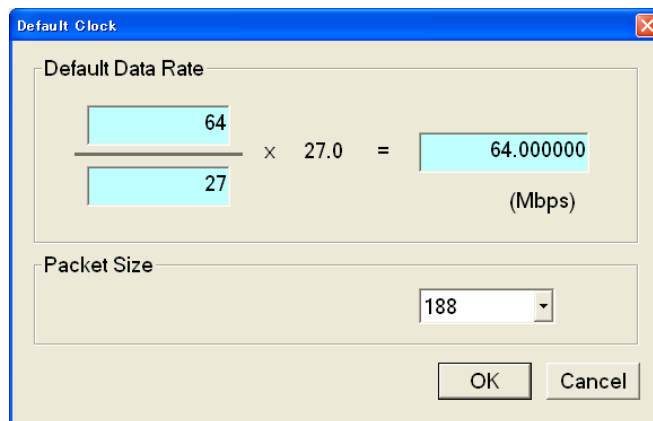 Default Clock
Default Data Rate
64
27
× 27.0 = 64.000000
(Mbps)
Packet Size
188
OK Cancel